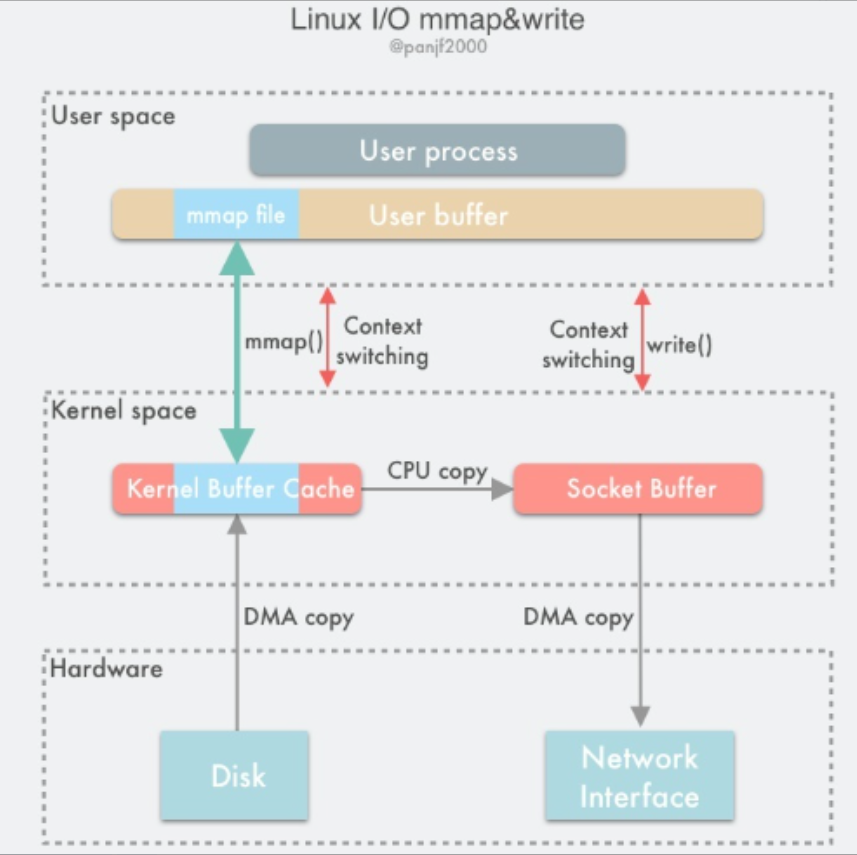 Linux I/O mmap&write
@panjf2000
User space
User process
mmap file
User buffer
mmap()
Context
switching
Context
switching
write()
Kernel space
Kernel Buffer Cache
CPU copy
Socket Buffer
DMA copy
DMA copy
Hardware
Disk
Network
Interface